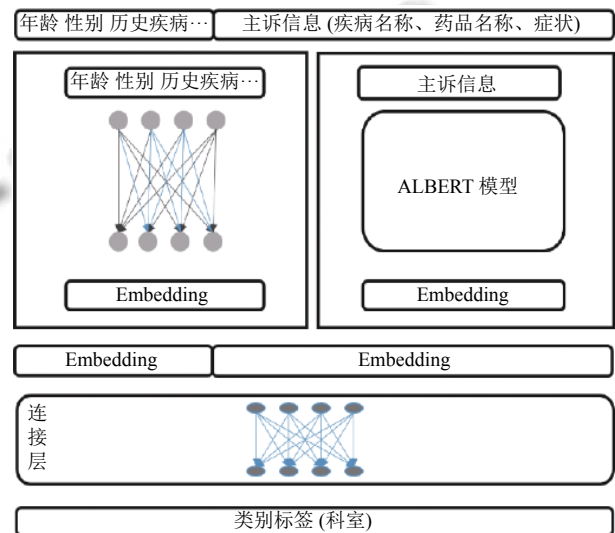 年龄 性别 历史疾病… 主诉信息 (疾病名称、药品名称、症状)
年龄 性别 历史疾病…
主诉信息
ALBERT 模型
Embedding
Embedding
Embedding
Embedding
连
接
层
类别标签 (科室)